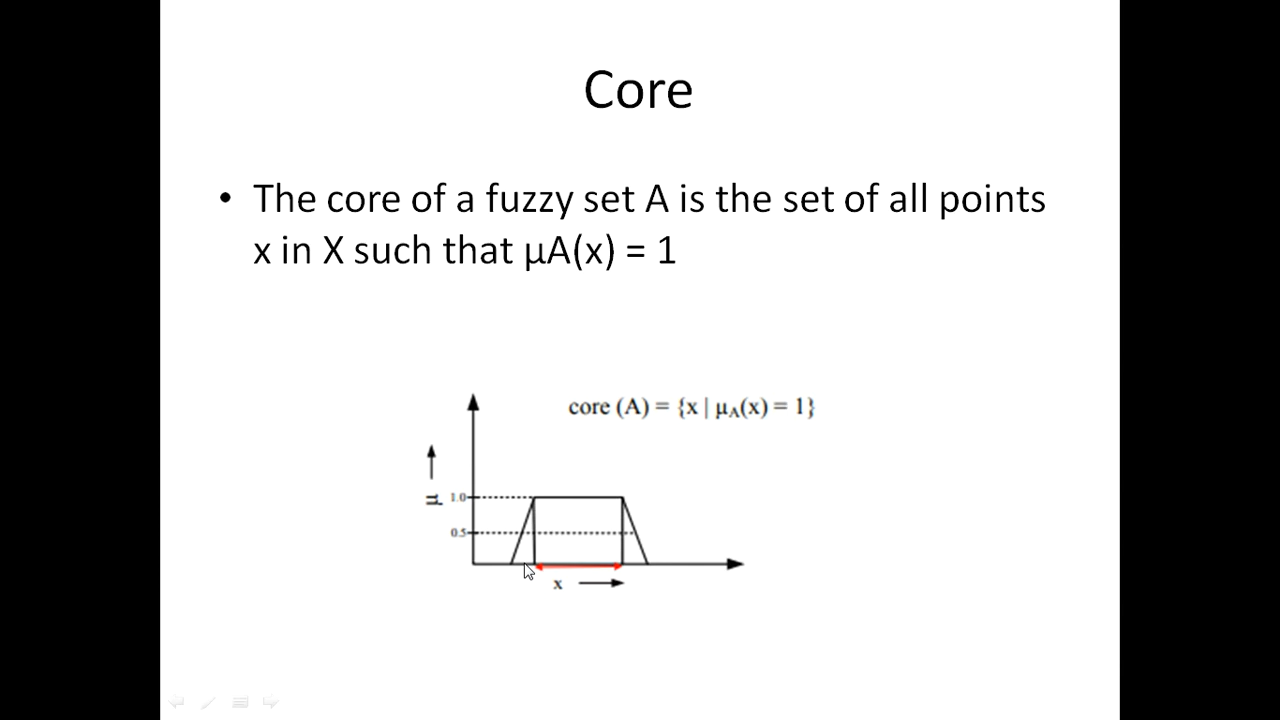 Core
• The core of a fuzzy set A is the set of all points
x in X such that µA(x) = 1
core (A) = {x | µA(x) = 1}
µ
1.0
0.5
x